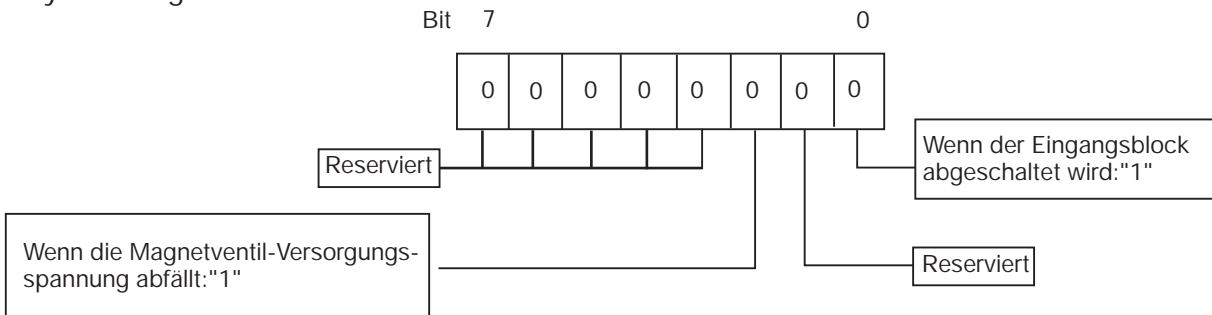 Bit 7 0
0 0 0 0 0 0 0 0
Wenn der Eingangsblock
abgeschaltet wird:"1"
Reserviert
Wenn die Magnetventil-Versorgungs-
spannung abfällt:"1"
Reserviert